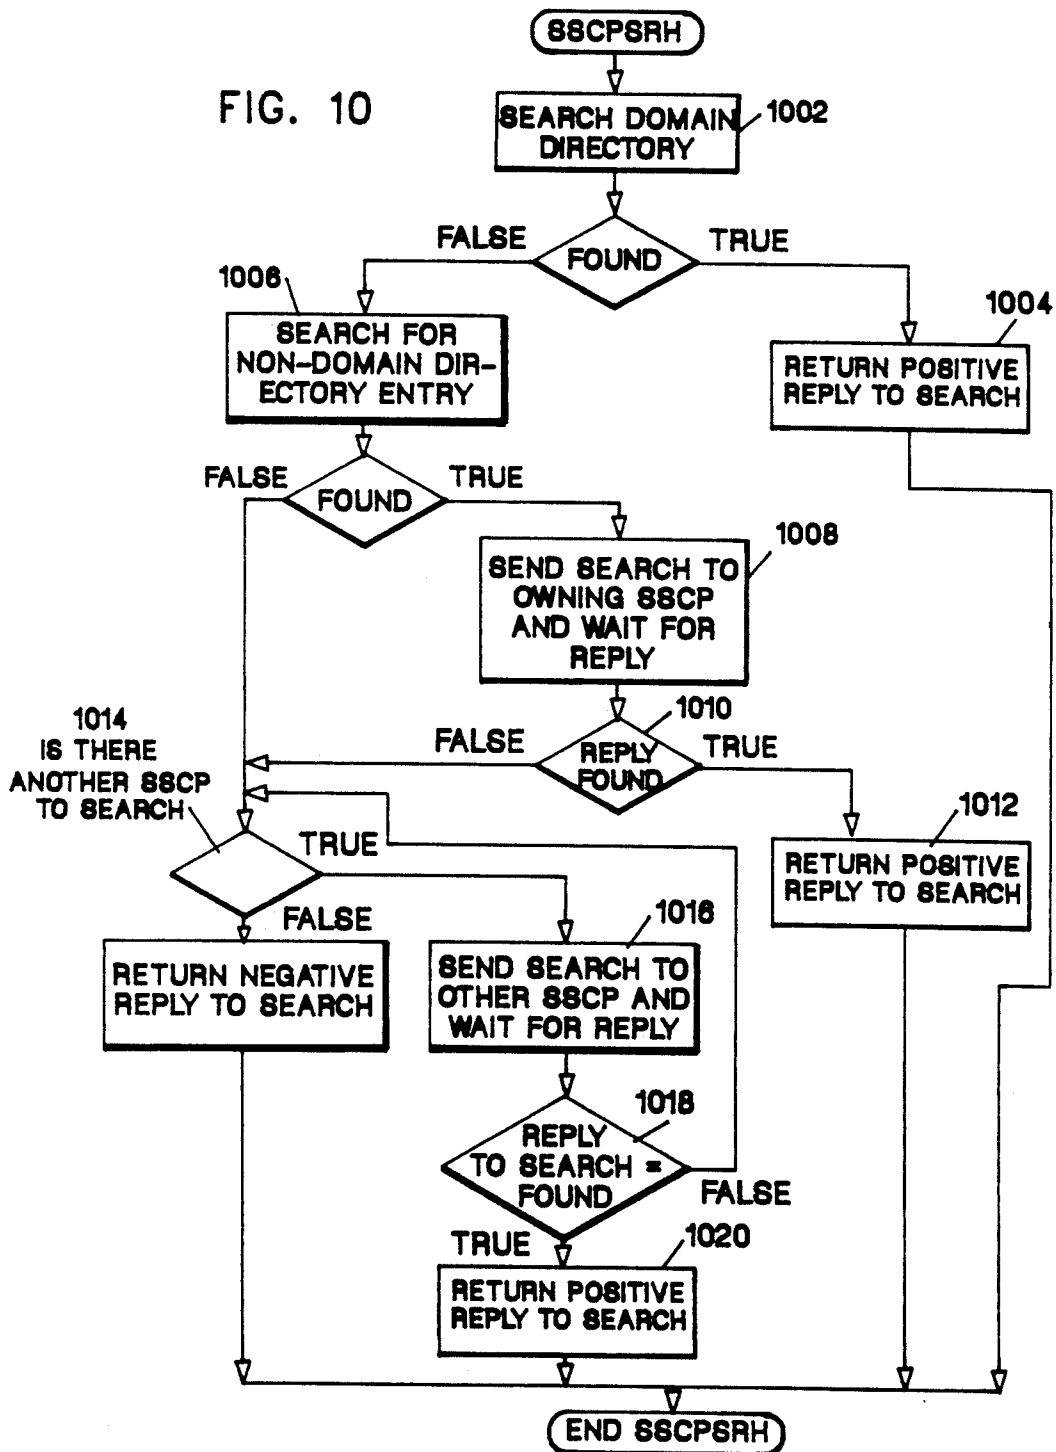 SSCPSRH
FIG. 10
1002
SEARCH DOMAIN
DIRECTORY
FALSE
FOUND
TRUE
1006
SEARCH FOR
NON-DOMAIN DIR-
ECTORY ENTRY
1004
RETURN POSITIVE
REPLY TO SEARCH
FALSE
FOUND
TRUE
1008
SEND SEARCH TO
OWNING SSCP
AND WAIT FOR
REPLY
1010
FALSE
REPLY
FOUND
TRUE
1014
IS THERE
ANOTHER SSCP
TO SEARCH
1012
RETURN POSITIVE
REPLY TO SEARCH
TRUE
FALSE
RETURN NEGATIVE
REPLY TO SEARCH
1016
SEND SEARCH TO
OTHER SSCP AND
WAIT FOR REPLY
1018
REPLY
TO SEARCH =
FOUND
FALSE
TRUE
1020
RETURN POSITIVE
REPLY TO SEARCH
END SSCPSRH